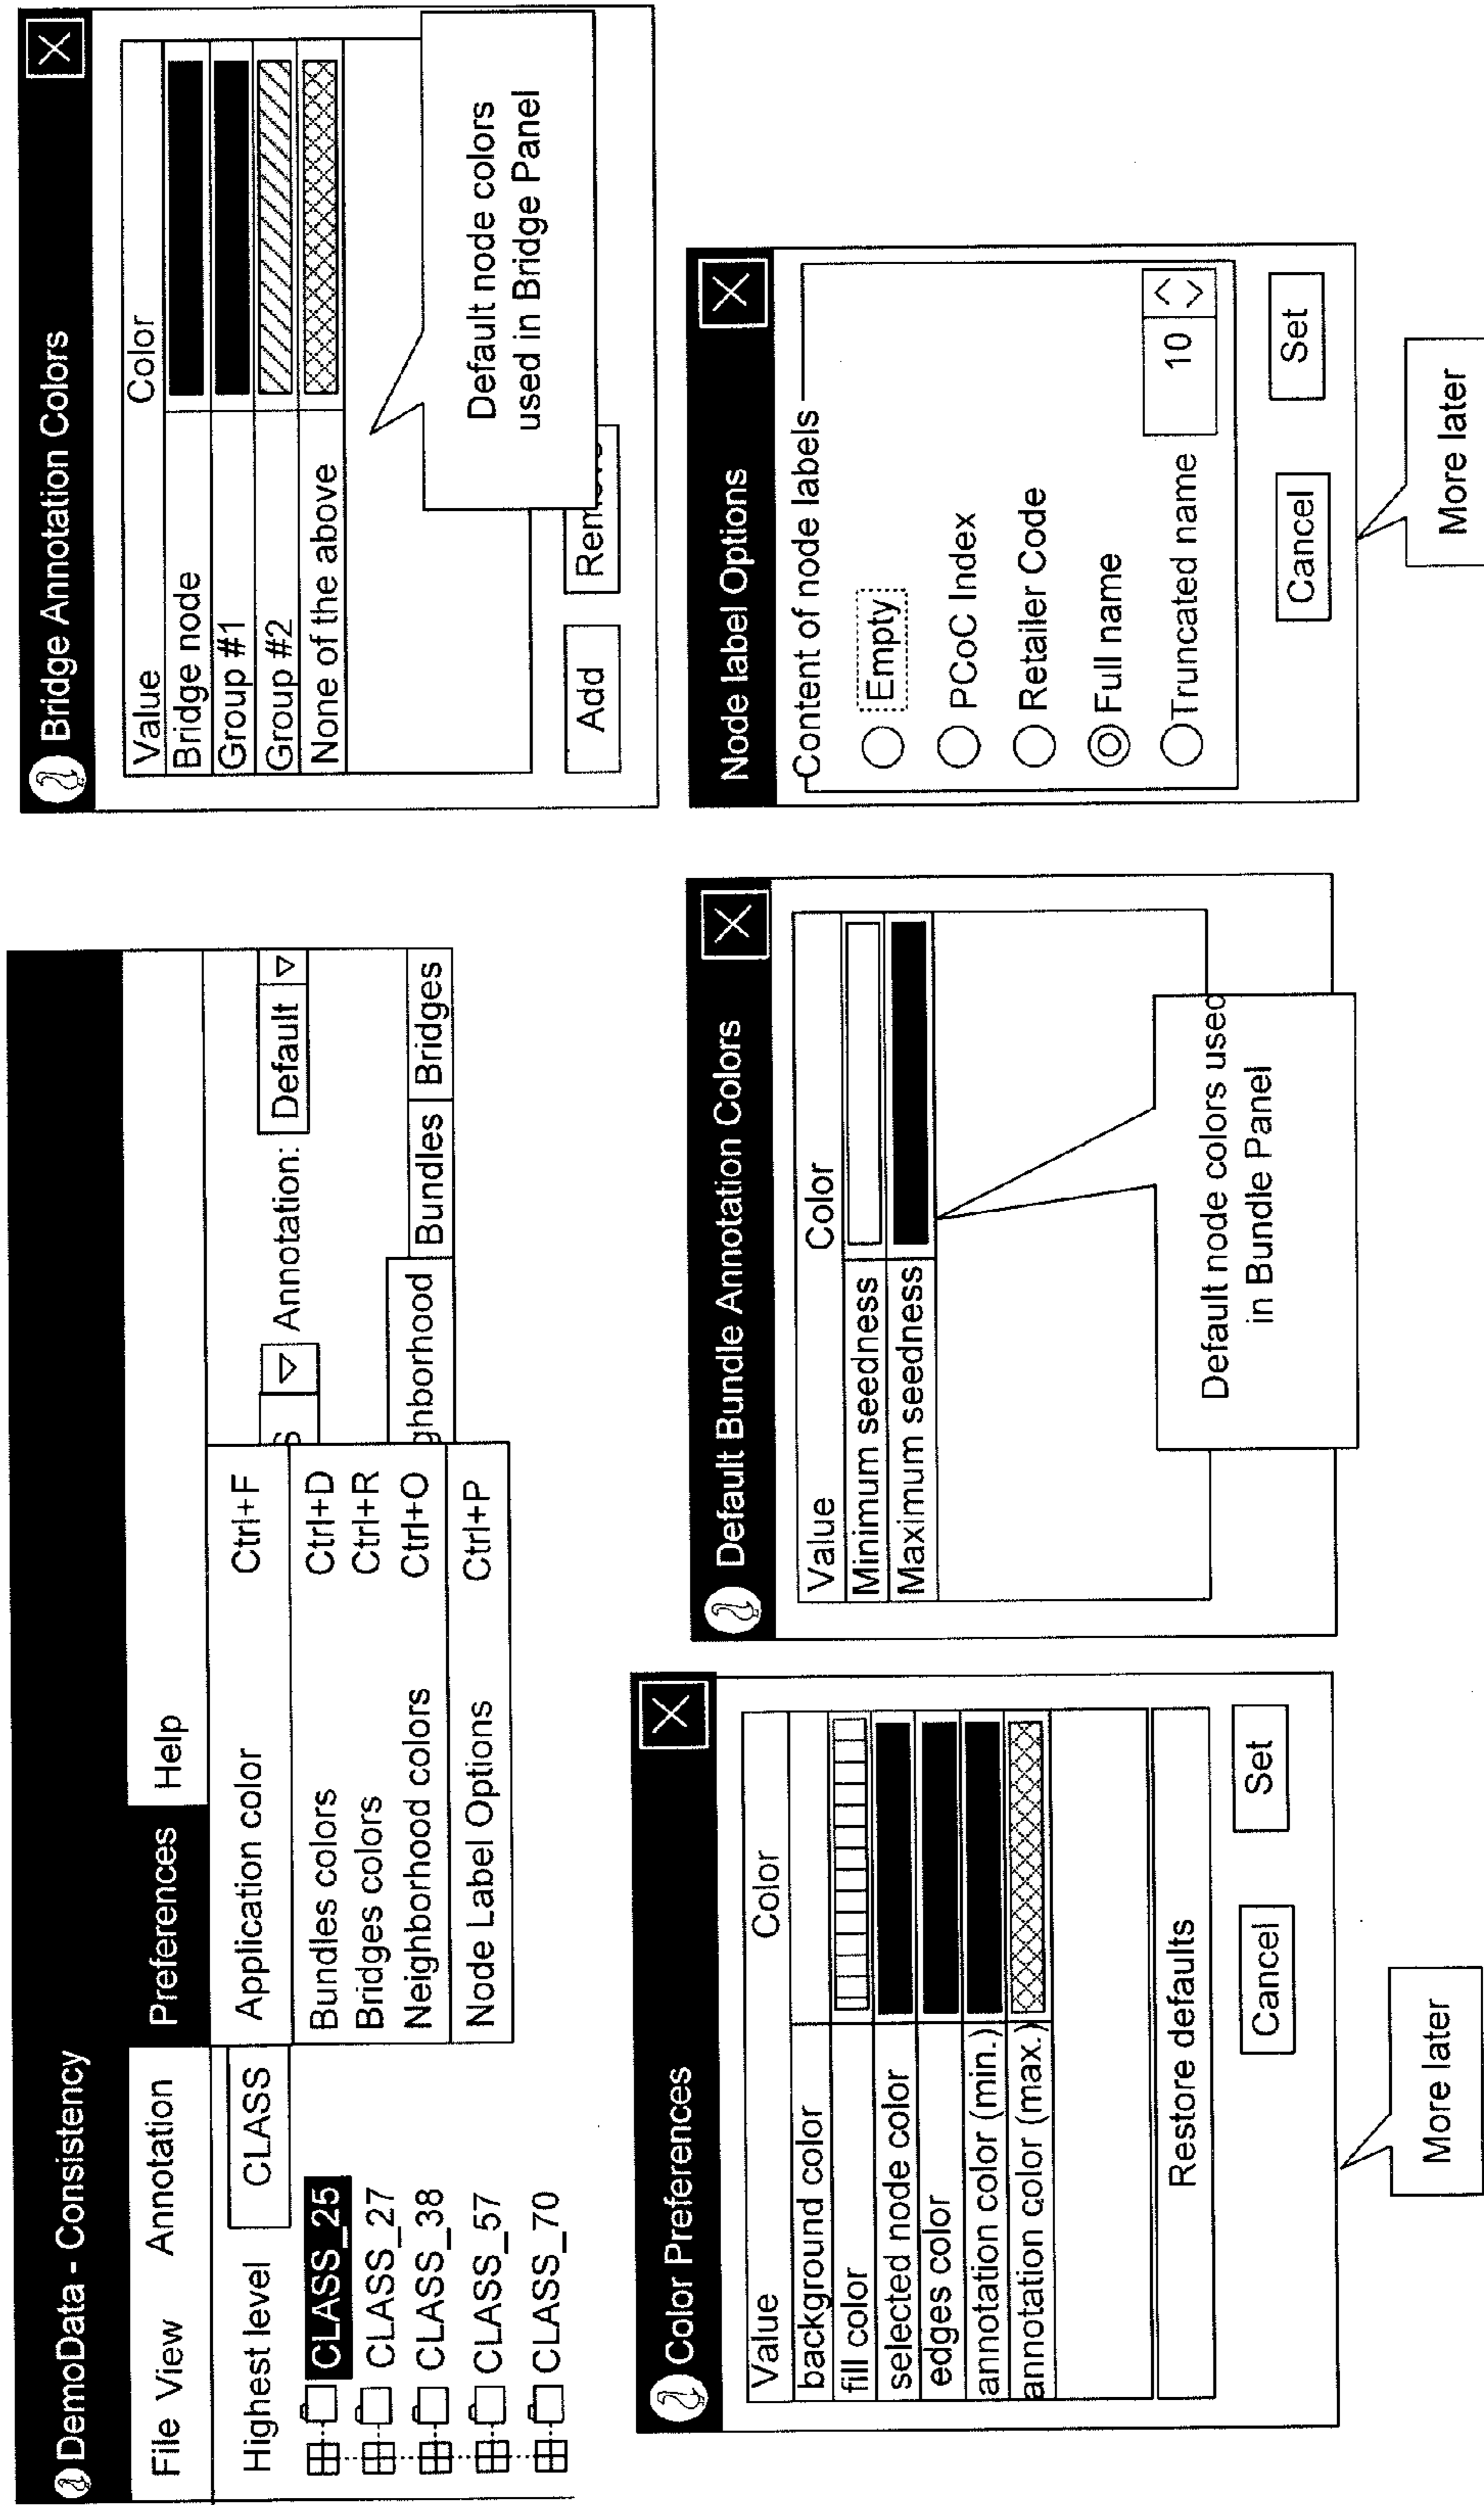 DemoData - Consistency
File View Annotation Preferences Help
Highest level CLASS
Annotation: Default
CLASS_25
CLASS_27
CLASS_38
CLASS_57
CLASS_70
Application color Ctrl+F
Bundles colors Ctrl+D
Bridges colors Ctrl+R
Neighborhood colors Ctrl+O
Node Label Options Ctrl+P
S
ghborhood Bundles Bridges
Bridge Annotation Colors
Value Color
Bridge node
Group #1
Group #2
None of the above
Default node colors
used in Bridge Panel
Add Remove
Color Preferences
Value Color
background color
fill color
selected node color
edges color
annotation color (min.)
annotation color (max.)
Restore defaults
Cancel Set
More later
Default Bundle Annotation Colors
Value Color
Minimum seedness
Maximum seedness
Default node colors used
in Bundle Panel
Node label Options
Content of node labels
Empty
PCoC Index
Retailer Code
Full name
Truncated name 10
Cancel Set
More later